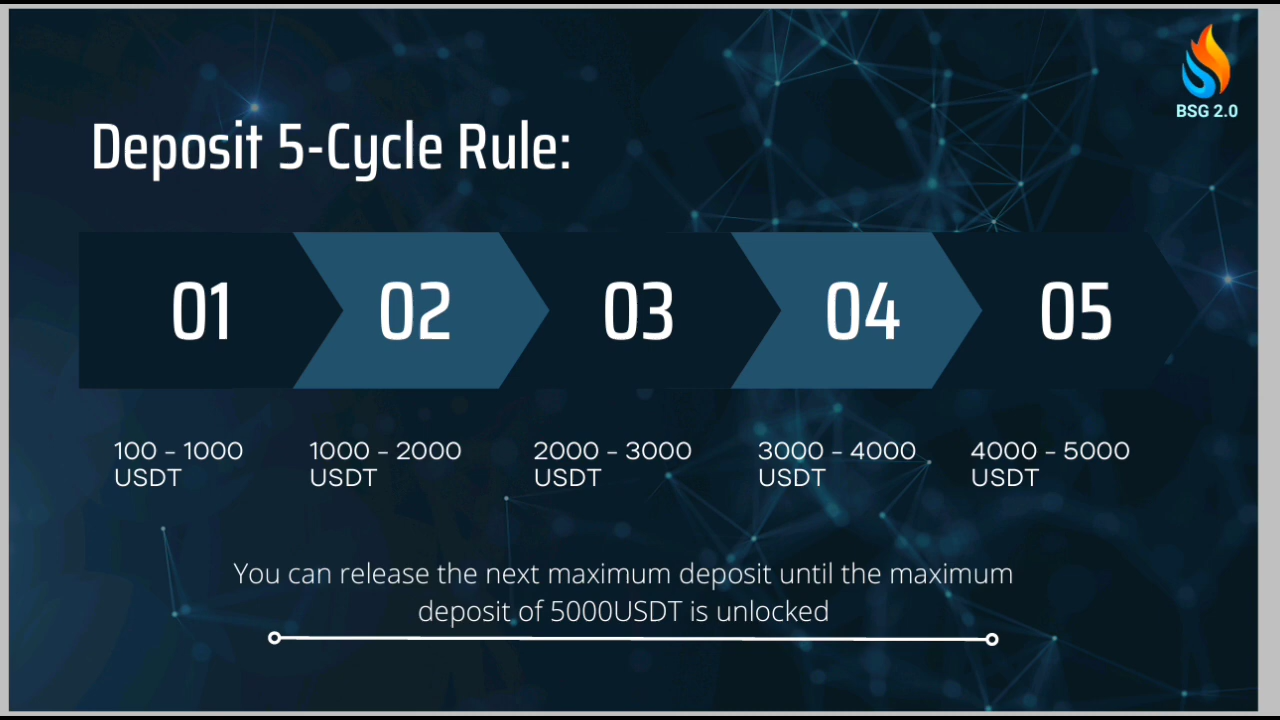 BSG 2.0
Deposit 5-Cycle Rule:
01 02 03 04 05
100 - 1000 USDT
1000 - 2000 USDT
2000 - 3000 USDT
3000 - 4000 USDT
4000 - 5000 USDT
You can release the next maximum deposit until the maximum
deposit of 5000USDT is unlocked